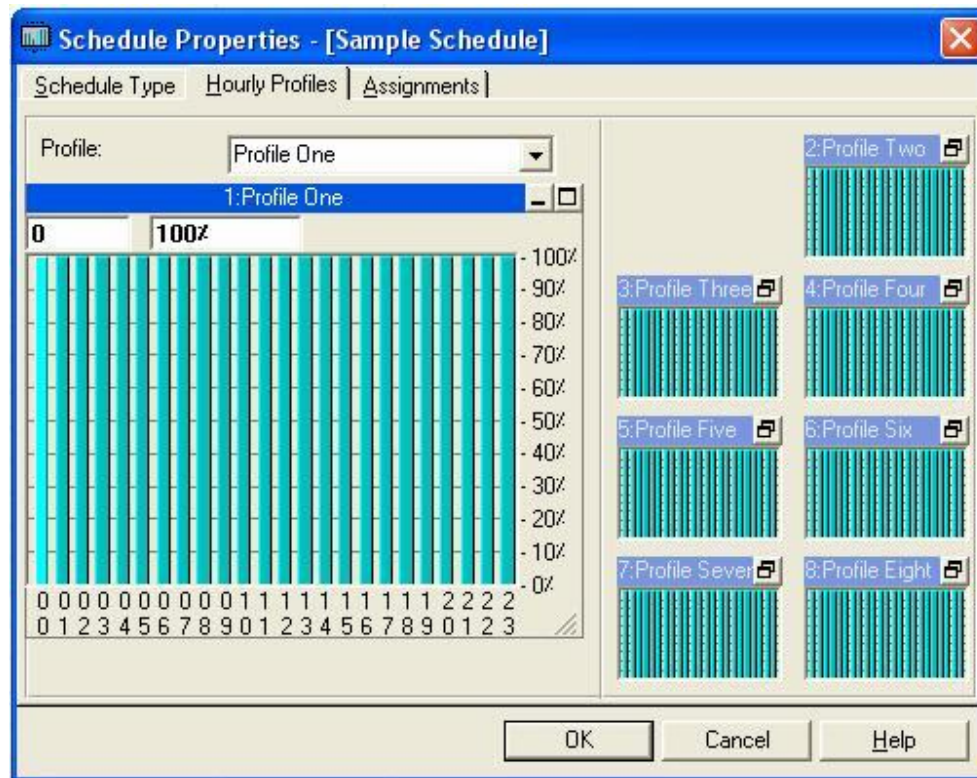 Schedule Properties - [Sample Schedule]
Schedule Type Hourly Profiles Assignments
Profile: Profile One
1:Profile One
0 100%
100%
90%
80%
70%
60%
50%
40%
30%
20%
10%
0%
0 0 0 0 0 0 0 0 0 0 1 1 1 1 1 1 1 1 1 1 2 2 2 2
0 1 2 3 4 5 6 7 8 9 0 1 2 3 4 5 6 7 8 9 0 1 2 3
2:Profile Two
3:Profile Three
4:Profile Four
5:Profile Five
6:Profile Six
7:Profile Seven
8:Profile Eight
OK Cancel Help